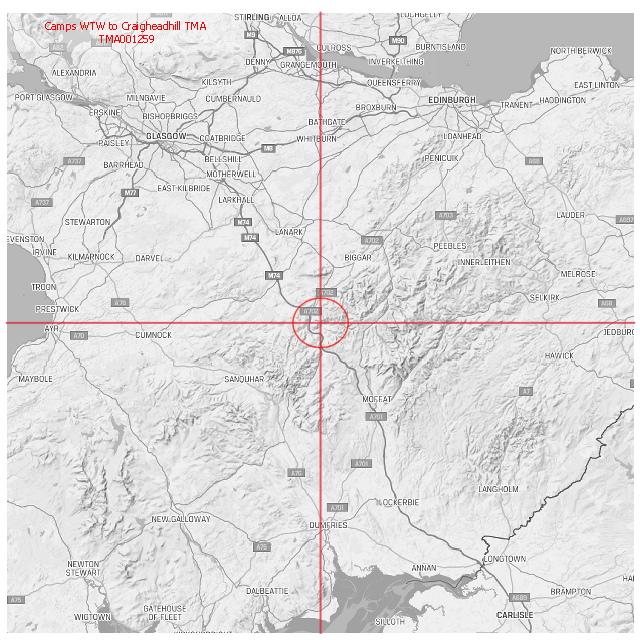 Camps WTW to Craigheadhill TMA
TMA001259
STIRLING
ALLOA
LOCHGELLY
A82
M9
M876
CULROSS
M90
BURNTISLAND
NORTH BERWICK
DENNY
GRANGEMOUTH
INVERKEITHING
ALEXANDRIA
KILSYTH
QUEENSFERRY
EAST LINTON
PORT GLASGOW
MILNGAVIE
CUMBERNAULD
EDINBURGH
HADDINGTON
ERSKINE
BISHOPBRIGGS
BROXBURN
TRANENT
BATHGATE
GLASGOW
COATBRIDGE
WHITBURN
LOANHEAD
PAISLEY
M8
A737
BARRHEAD
BELLSHILL
PENICUIK
A68
MOTHERWELL
M77
EAST KILBRIDE
A737
LARKHALL
STEWARTON
M74
A703
LAUDER
A697
LANARK
M74
A702
EVENSTON
IRVINE
PEEBLES
KILMARNOCK
DARVEL
BIGGAR
INNERLEITHEN
M74
MELROSE
TROON
A702
PRESTWICK
A76
SELKIRK
A68
A702
AYR
A70
CUMNOCK
JEDBURG
HAWICK
MAYBOLE
SANQUHAR
A7
MOFFAT
A701
A76
A701
LANGHOLM
LOCKERBIE
A701
NEW GALLOWAY
DUMFRIES
A75
LONGTOWN
NEWTON
STEWART
ANNAN
DALBEATTIE
BRAMPTON
A75
A689
GATEHOUSE
OF FLEET
WIGTOWN
CARLISLE
SILLOTH